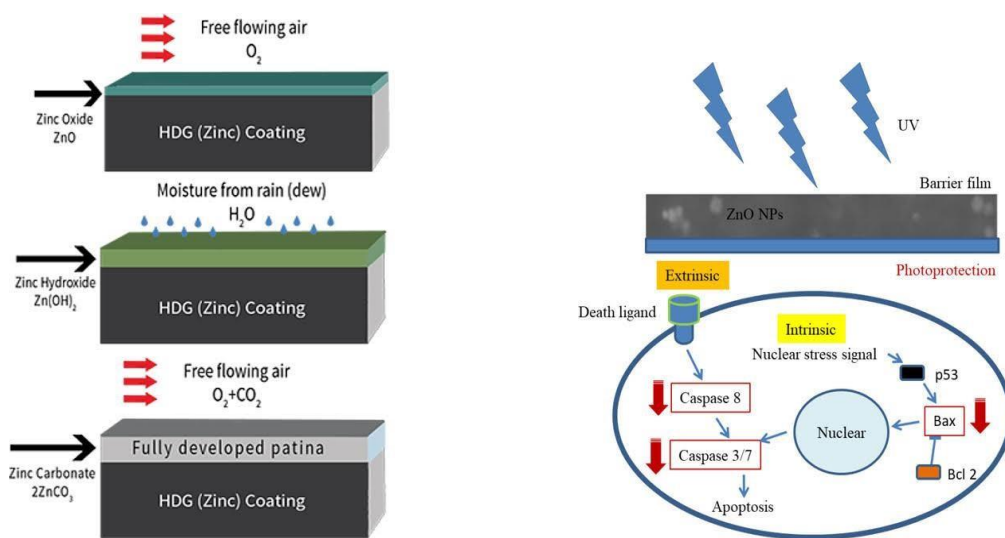 Free flowing air
O₂
Zinc Oxide
ZnO
HDG (Zinc) Coating
Moisture from rain (dew)
H₂O
Zinc Hydroxide
Zn(OH)₂
HDG (Zinc) Coating
Free flowing air
O₂+CO₂
Fully developed patina
Zinc Carbonate
2ZnCO₃
HDG (Zinc) Coating
UV
Barrier film
ZnO NPs
Photoprotection
Extrinsic
Death ligand
Intrinsic
Nuclear stress signal
p53
Caspase 8
Bax
Nuclear
Caspase 3/7
Bcl 2
Apoptosis